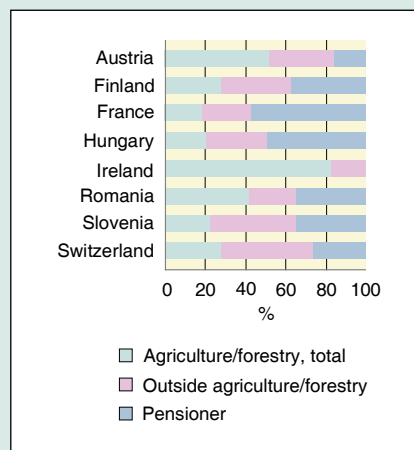 Austria
Finland
France
Hungary
Ireland
Romania
Slovenia
Switzerland
0 20 40 60 80 100
%
Agriculture/forestry, total
Outside agriculture/forestry
Pensioner